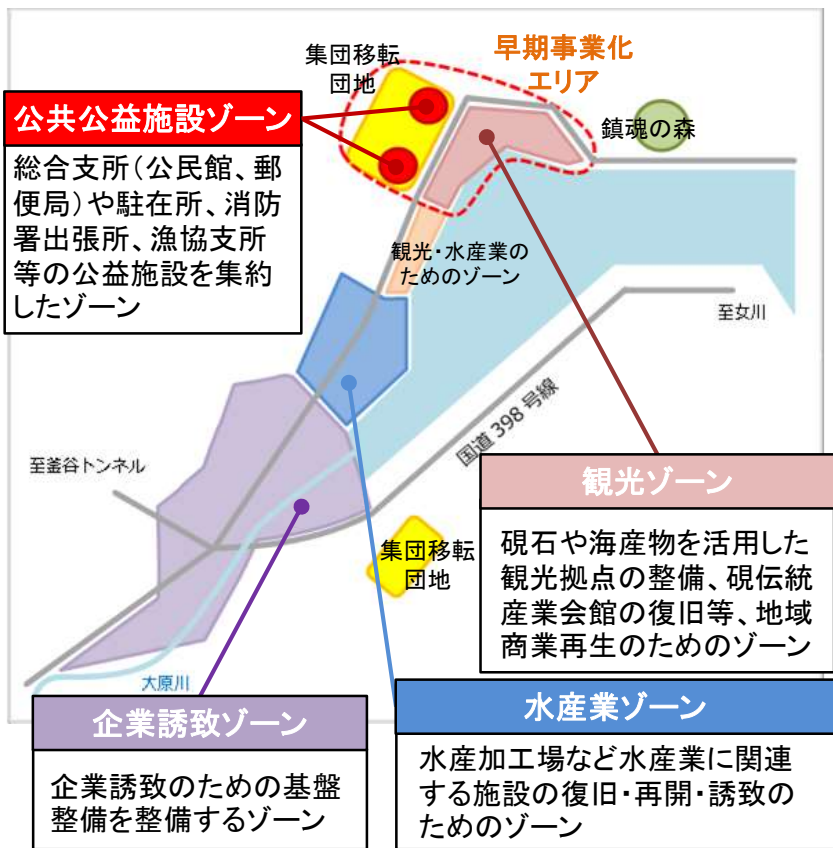 集団移転
団地
早期事業化
エリア
公共公益施設ゾーン
総合支所（公民館、郵
便局）や駐在所、消防
署出張所、漁協支所
等の公益施設を集約
したゾーン
鎮魂の森
観光・水産業の
ためのゾーン
至女川
国道398号線
至釜谷トンネル
観光ゾーン
硯石や海産物を活用した
観光拠点の整備、硯伝統
産業会館の復旧等、地域
商業再生のためのゾーン
集団移転
団地
大原川
企業誘致ゾーン
企業誘致のための基盤
整備を整備するゾーン
水産業ゾーン
水産加工場など水産業に関連
する施設の復旧・再開・誘致の
ためのゾーン